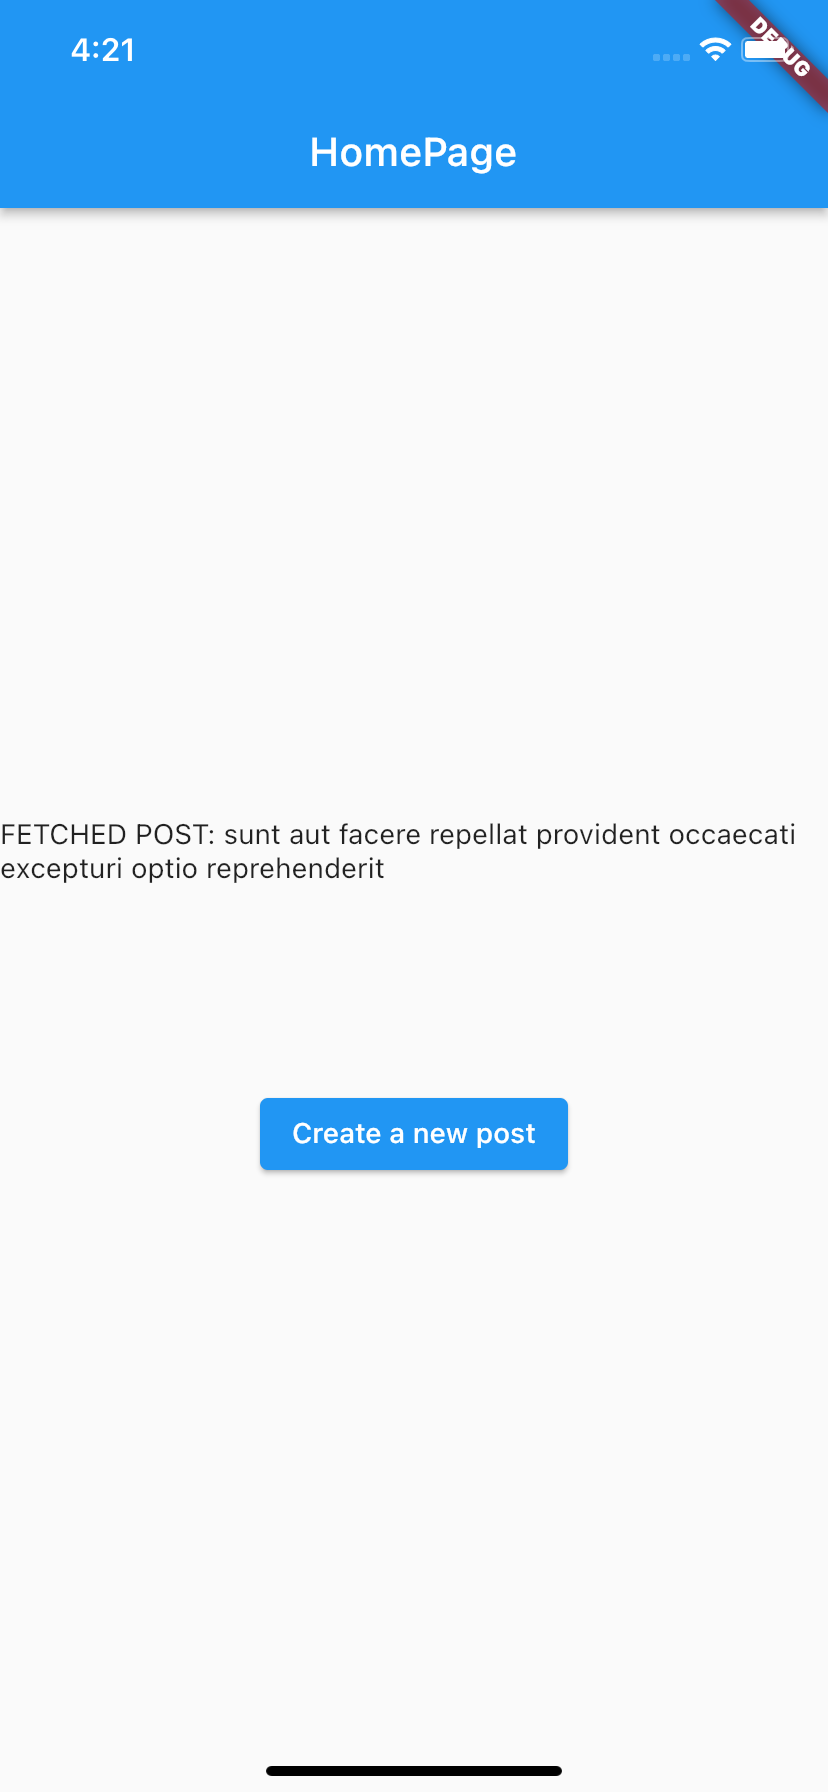 4:21
DEBUG
HomePage
FETCHED POST: sunt aut facere repellat provident occaecati
excepturi optio reprehenderit
Create a new post